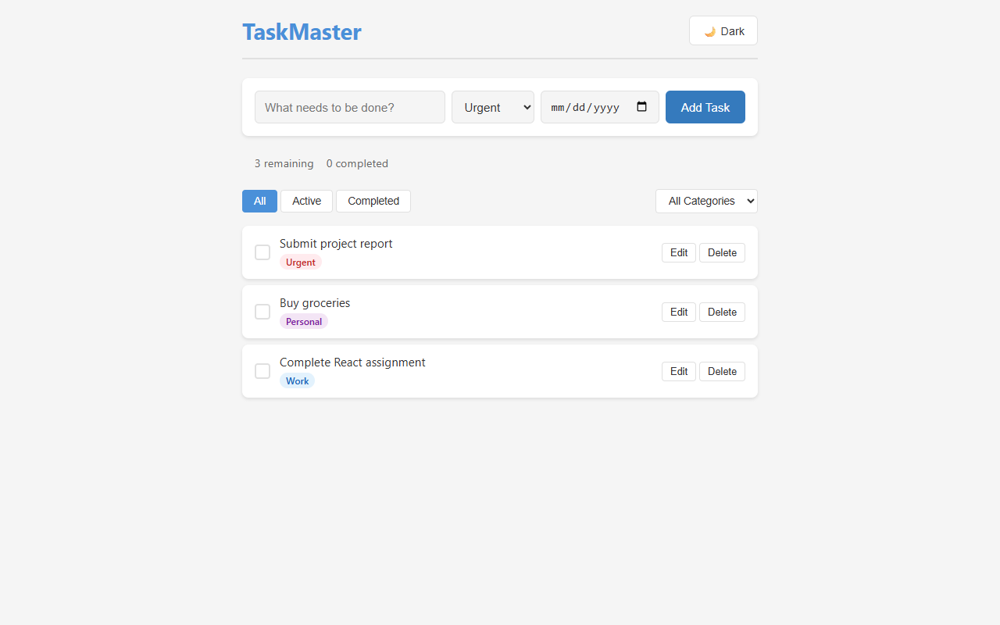 TaskMaster
🌙 Dark
What needs to be done?
Urgent
mm/dd/yyyy
Add Task
3 remaining 0 completed
All
Active
Completed
All Categories
Submit project report
Urgent
Edit
Delete
Buy groceries
Personal
Edit
Delete
Complete React assignment
Work
Edit
Delete